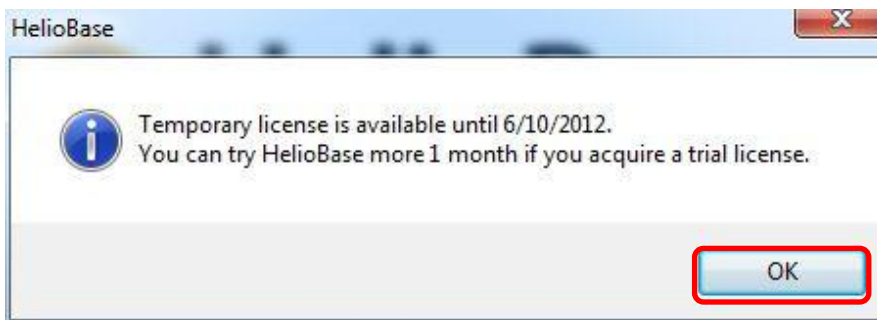 HelioBase
Temporary license is available until 6/10/2012.
You can try HelioBase more 1 month if you acquire a trial license.
OK